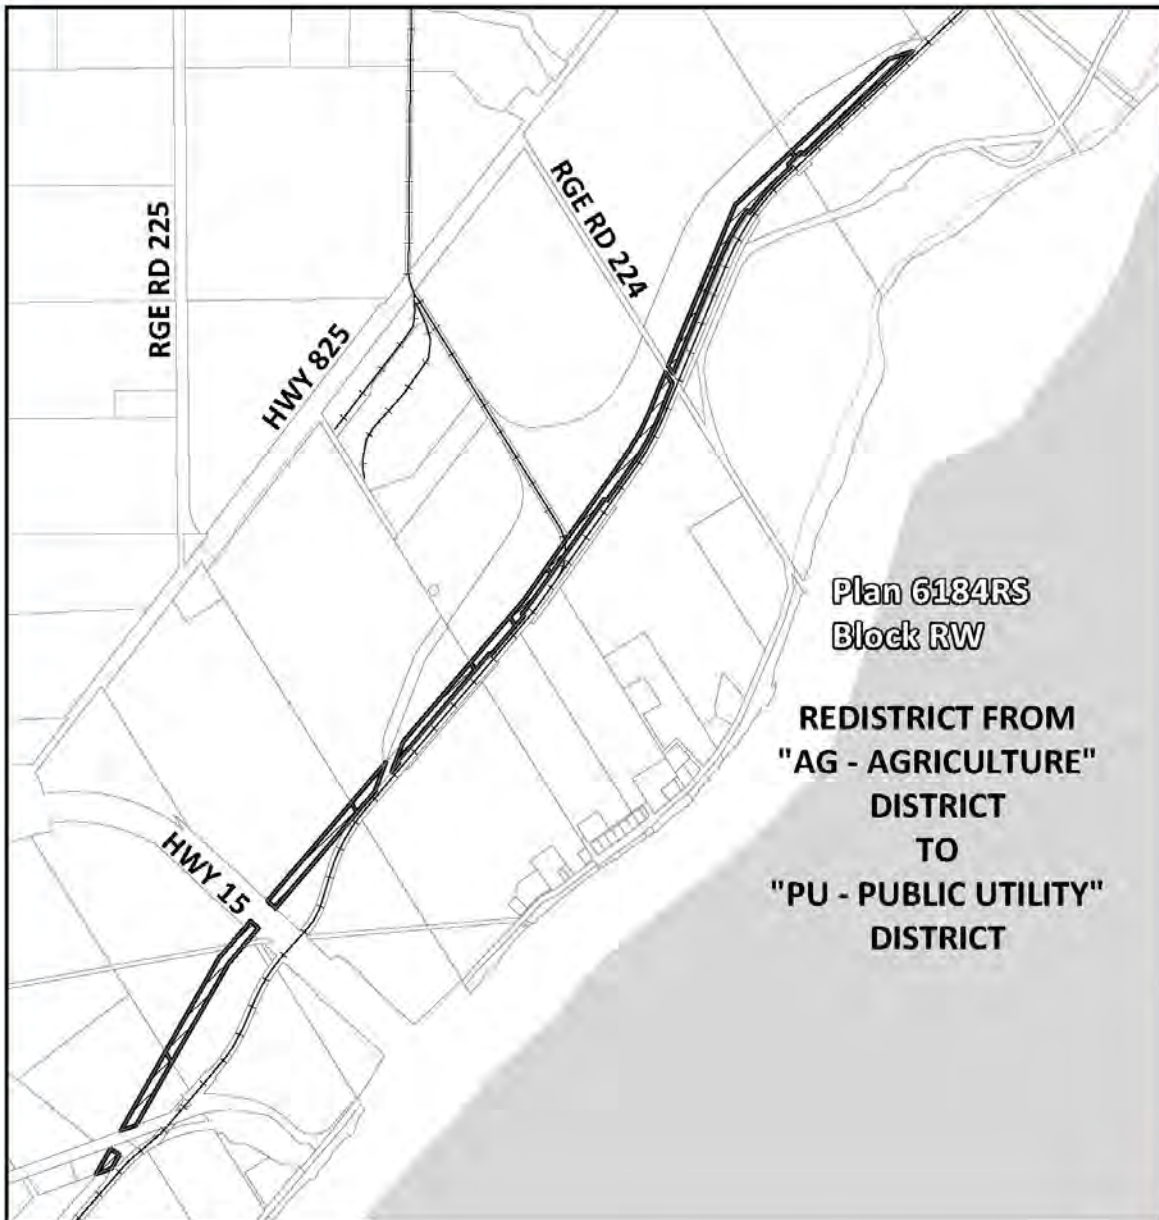 RGE RD 225
RGE RD 224
HWY 825
HWY 15
Plan 6184RS
Block RW
REDISTRICT FROM
"AG - AGRICULTURE"
DISTRICT
TO
"PU - PUBLIC UTILITY"
DISTRICT